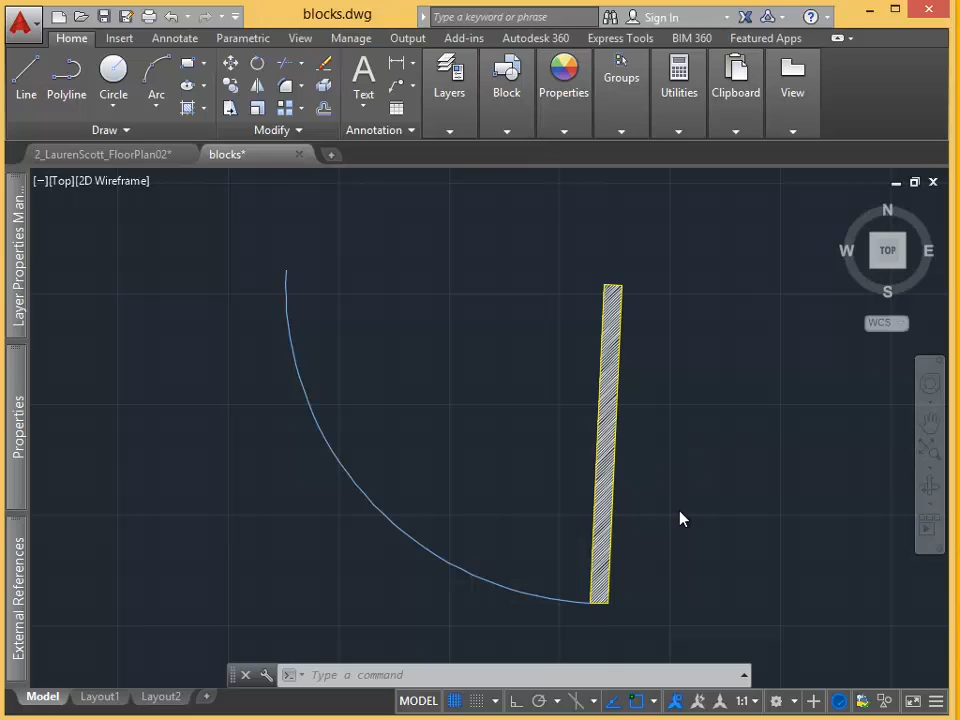 blocks.dwg
Type a keyword or phrase
Sign In
Home Insert Annotate Parametric View Manage Output Add-ins Autodesk 360 Express Tools BIM 360 Featured Apps
Line Polyline Circle Arc Text Layers Block Properties Groups Utilities Clipboard View
Draw Modify Annotation
2_LaurenScott_FloorPlan02* blocks*
[−][Top][2D Wireframe]
N
W TOP E
S
WCS
Layer Properties Man...
Properties
External References
Type a command
Model Layout1 Layout2 MODEL 1:1